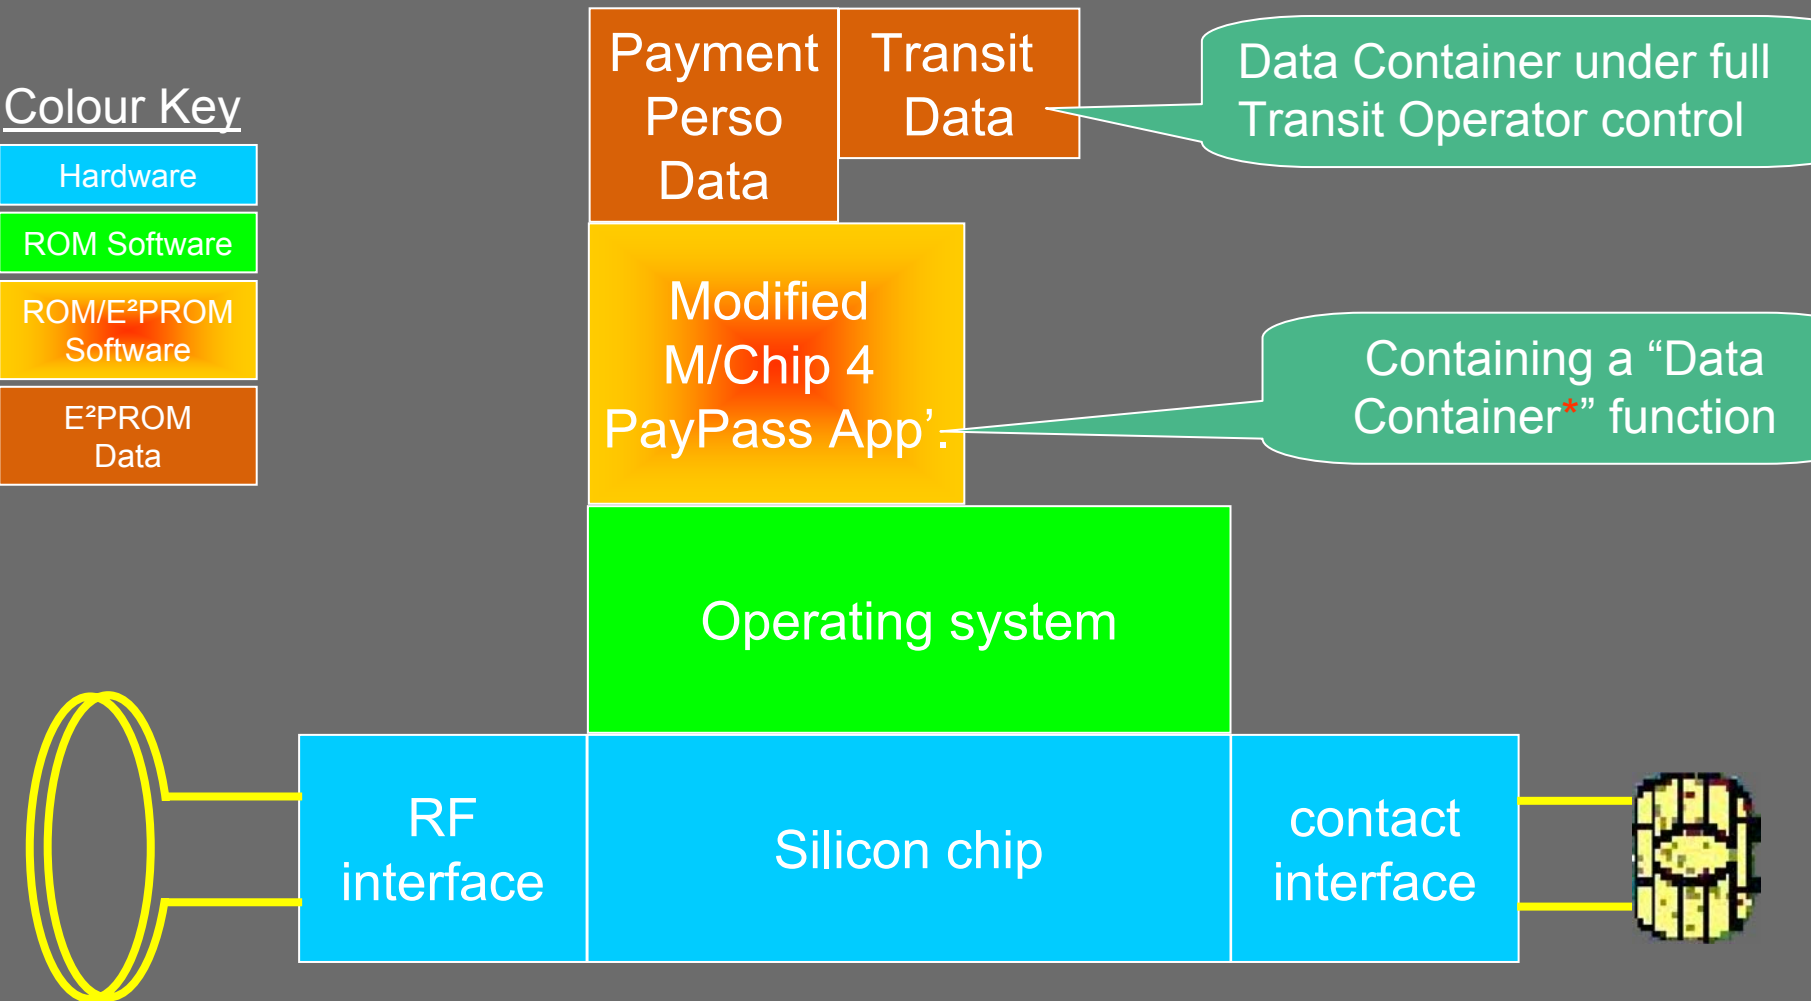 Colour Key
Hardware
ROM Software
ROM/E²PROM
Software
E²PROM
Data
Payment
Perso
Data
Transit
Data
Data Container under full
Transit Operator control
Modified
M/Chip 4
PayPass App’.
Containing a “Data
Container*” function
Operating system
RF
interface
Silicon chip
contact
interface